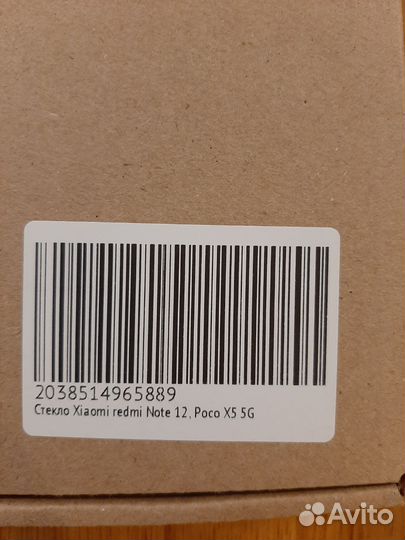 2038514965889
Стекло Xiaomi redmi Note 12, Poco X5 5G
Avito